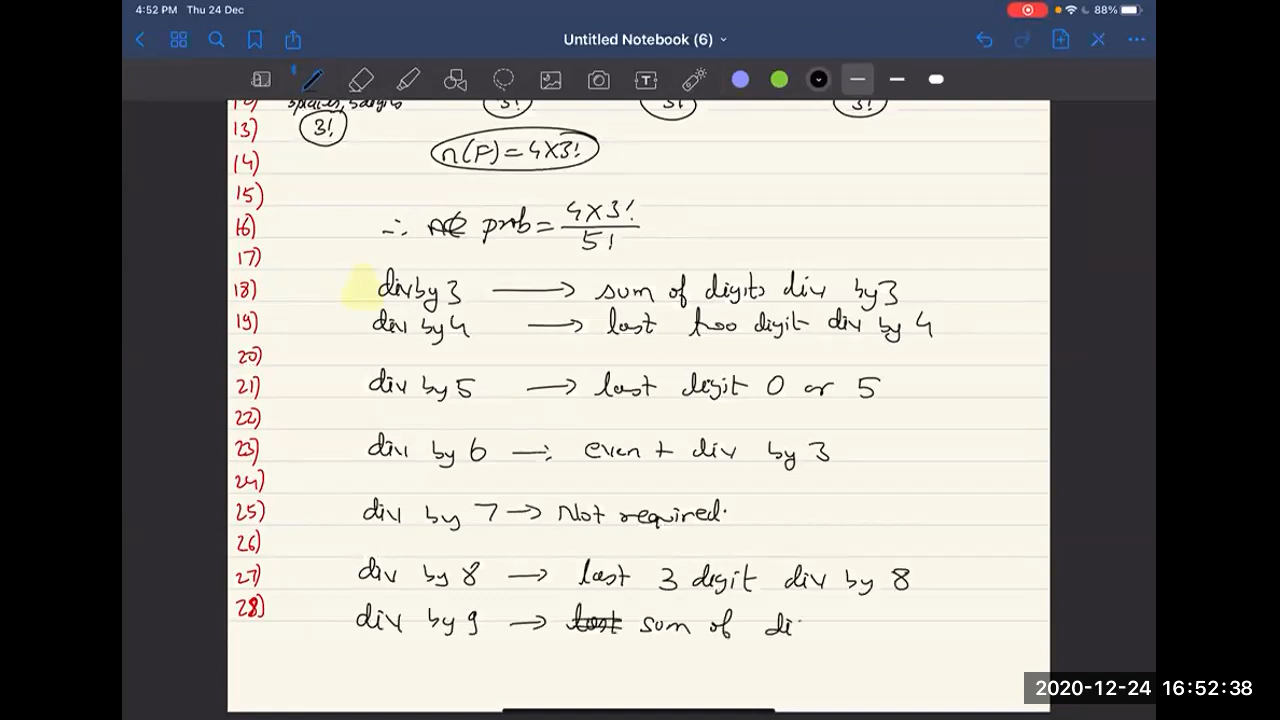 4:52 PM Thu 24 Dec
88%
Untitled Notebook (6)
3! 3! 3!
13) 3!
n(F) = 4×3!
14)
15)
16) ∴ prob = 4×3! / 5!
17)
18) div by 3 → sum of digits div by 3
19) div by 4 → last two digit div by 4
20)
21) div by 5 → last digit 0 or 5
22)
23) div by 6 → even + div by 3
24)
25) div by 7 → Not required.
26)
27) div by 8 → last 3 digit div by 8
28) div by 9 → sum of di
2020-12-24 16:52:38